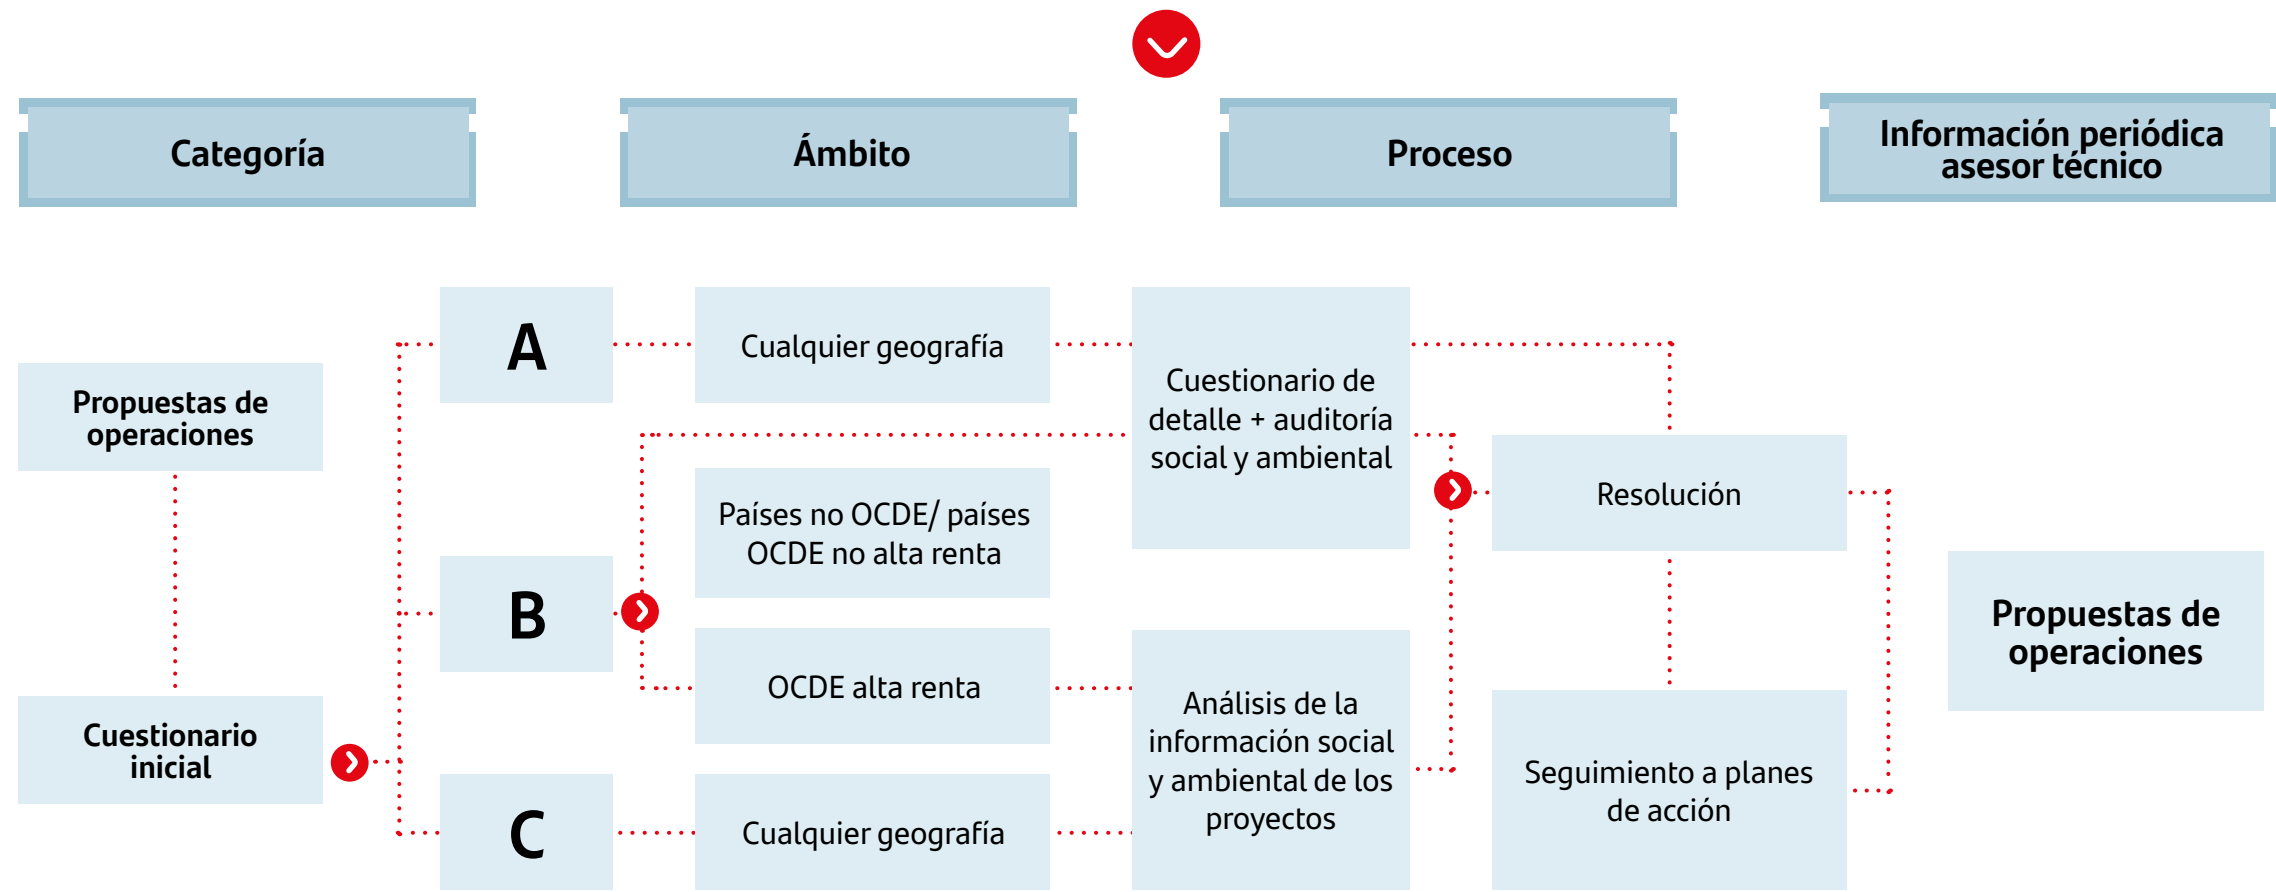 Categoría
Ámbito
Proceso
Información periódica
asesor técnico
Propuestas de
operaciones
Cuestionario
inicial
A
B
C
Cualquier geografía
Países no OCDE/ países
OCDE no alta renta
OCDE alta renta
Cualquier geografía
Cuestionario de
detalle + auditoría
social y ambiental
Análisis de la
información social
y ambiental de los
proyectos
Resolución
Seguimiento a planes
de acción
Propuestas de
operaciones